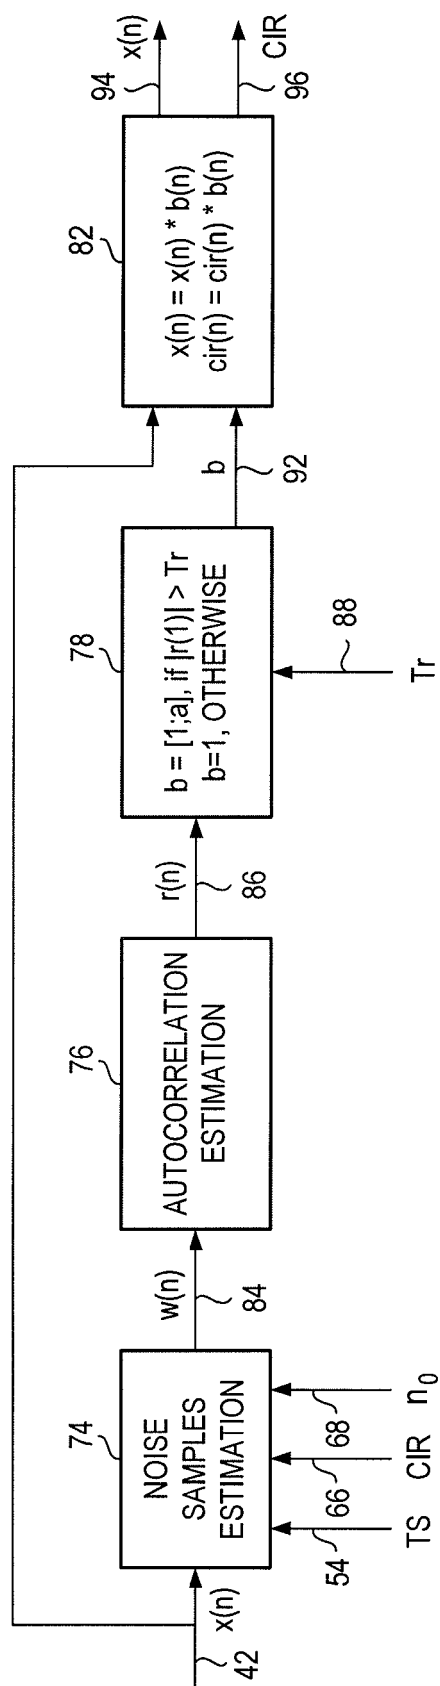 42
x(n)
74
NOISE
SAMPLES
ESTIMATION
54
TS
66
CIR
68
n₀
w(n)
84
76
AUTOCORRELATION
ESTIMATION
r(n)
86
78
b = [1;a], if |r(1)| > Tr
b=1, OTHERWISE
88
Tr
b
92
82
x(n) = x(n) * b(n)
cir(n) = cir(n) * b(n)
94
x(n)
96
CIR